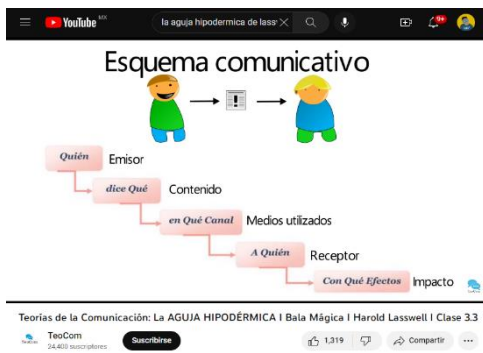 YouTube MX
la aguja hipodermica de lass
9+
Esquema comunicativo
Quién Emisor
dice Qué Contenido
en Qué Canal Medios utilizados
A Quién Receptor
Con Qué Efectos Impacto
Teorías de la Comunicación: La AGUJA HIPODÉRMICA I Bala Mágica I Harold Lasswell I Clase 3.3
TeoCom
24,400 suscriptores
Suscribirse
1,319
Compartir